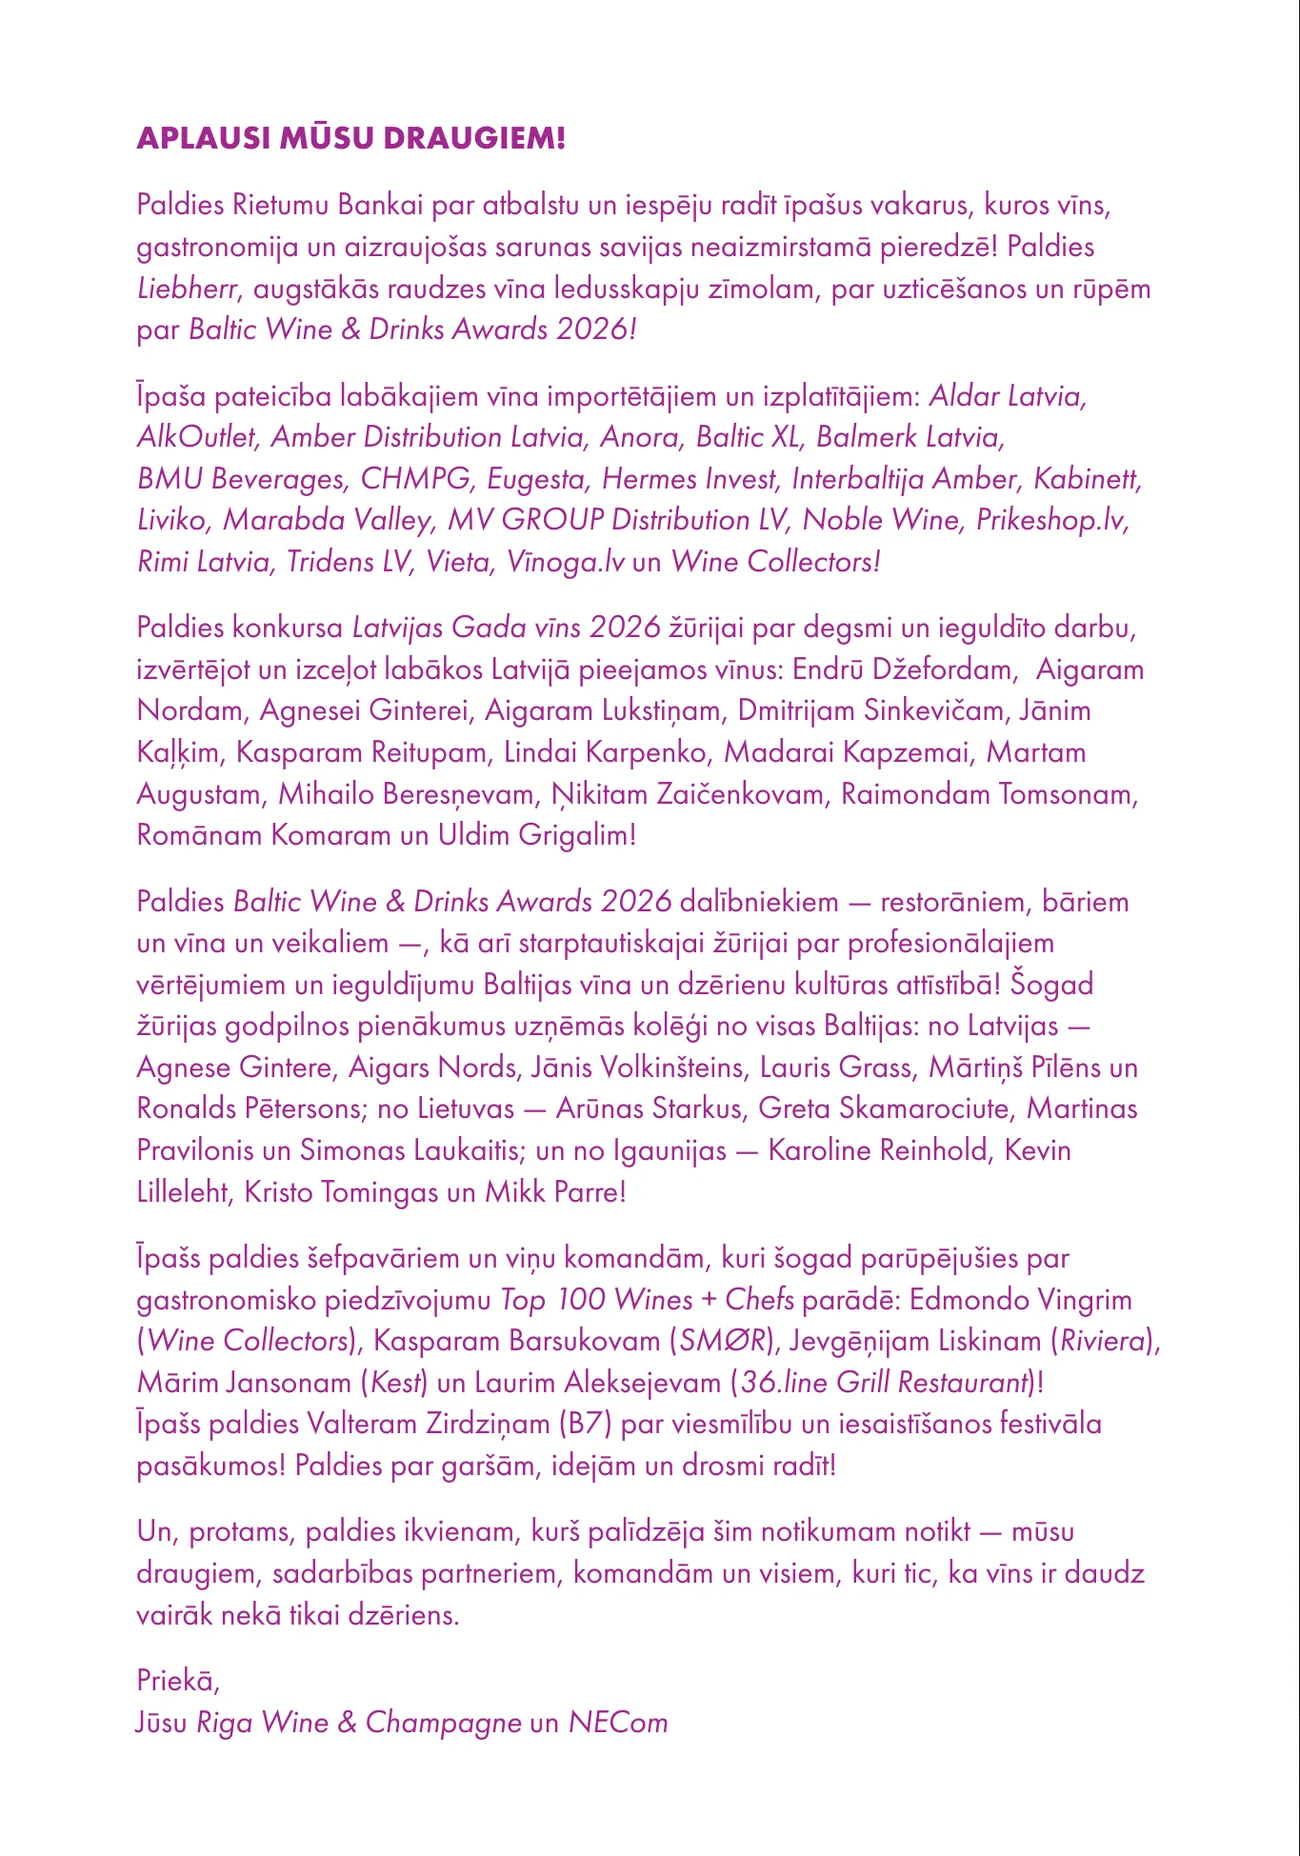 APLAUSI MŪSU DRAUGIEM!
Paldies Rietumu Bankai par atbalstu un iespēju radīt īpašus vakarus, kuros vīns,
gastronomija un aizraujošas sarunas savijas neaizmirstamā pieredzē! Paldies
Liebherr, augstākās raudzes vīna ledusskapju zīmolam, par uzticēšanos un rūpēm
par Baltic Wine & Drinks Awards 2026!
Īpaša pateicība labākajiem vīna importētājiem un izplatītājiem: Aldar Latvia,
AlkOutlet, Amber Distribution Latvia, Anora, Baltic XL, Balmerk Latvia,
BMU Beverages, CHMPG, Eugesta, Hermes Invest, Interbaltija Amber, Kabinett,
Liviko, Marabda Valley, MV GROUP Distribution LV, Noble Wine, Prikeshop.lv,
Rimi Latvia, Tridens LV, Vieta, Vīnoga.lv un Wine Collectors!
Paldies konkursa Latvijas Gada vīns 2026 žūrijai par degsmi un ieguldīto darbu,
izvērtējot un izceļot labākos Latvijā pieejamos vīnus: Endrū Džefordam,  Aigaram
Nordam, Agnesei Ginterei, Aigaram Lukstiņam, Dmitrijam Sinkevičam, Jānim
Kaļķim, Kasparam Reitupam, Lindai Karpenko, Madarai Kapzemai, Martam
Augustam, Mihailo Beresņevam, Ņikitam Zaičenkovam, Raimondam Tomsonam,
Romānam Komaram un Uldim Grigalim!
Paldies Baltic Wine & Drinks Awards 2026 dalībniekiem — restorāniem, bāriem
un vīna un veikaliem —, kā arī starptautiskajai žūrijai par profesionālajiem
vērtējumiem un ieguldījumu Baltijas vīna un dzērienu kultūras attīstībā! Šogad
žūrijas godpilnos pienākumus uzņēmās kolēģi no visas Baltijas: no Latvijas —
Agnese Gintere, Aigars Nords, Jānis Volkinšteins, Lauris Grass, Mārtiņš Pīlēns un
Ronalds Pētersons; no Lietuvas — Arūnas Starkus, Greta Skamarociute, Martinas
Pravilonis un Simonas Laukaitis; un no Igaunijas — Karoline Reinhold, Kevin
Lilleleht, Kristo Tomingas un Mikk Parre!
Īpašs paldies šefpavāriem un viņu komandām, kuri šogad parūpējušies par
gastronomisko piedzīvojumu Top 100 Wines + Chefs parādē: Edmondo Vingrim
(Wine Collectors), Kasparam Barsukovam (SMØR), Jevgēņijam Liskinam (Riviera),
Mārim Jansonam (Kest) un Laurim Aleksejevam (36.line Grill Restaurant)!
Īpašs paldies Valteram Zirdziņam (B7) par viesmīlību un iesaistīšanos festivāla
pasākumos! Paldies par garšām, idejām un drosmi radīt!
Un, protams, paldies ikvienam, kurš palīdzēja šim notikumam notikt — mūsu
draugiem, sadarbības partneriem, komandām un visiem, kuri tic, ka vīns ir daudz
vairāk nekā tikai dzēriens.
Priekā,
Jūsu Riga Wine & Champagne un NECom